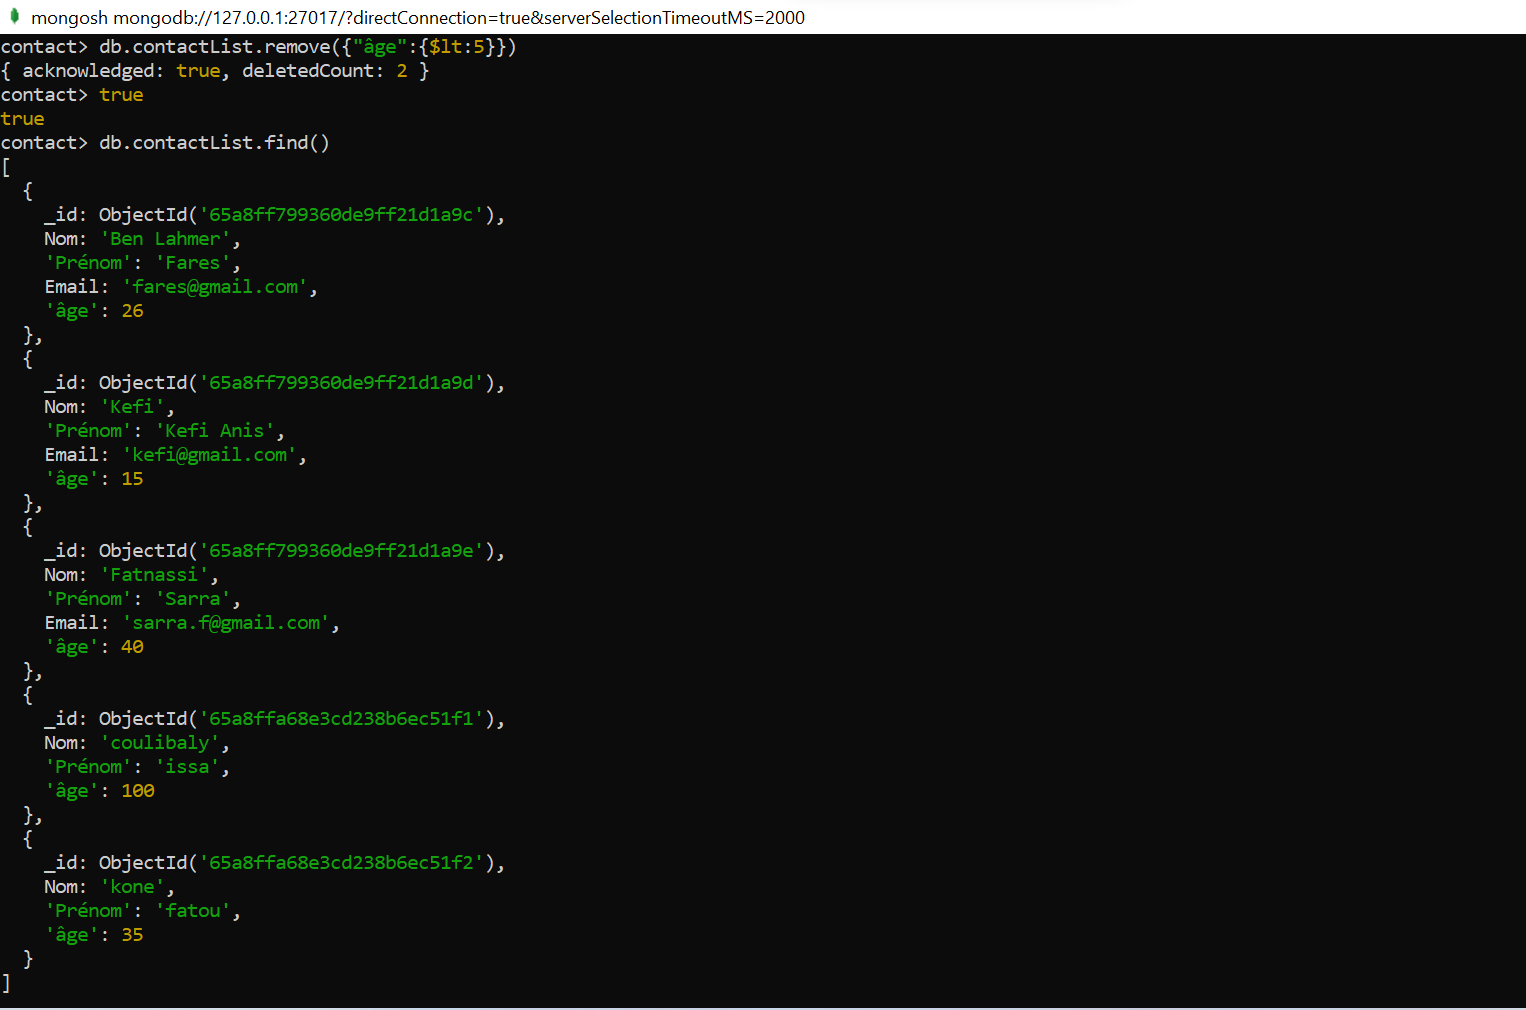 mongosh mongodb://127.0.0.1:27017/?directConnection=true&serverSelectionTimeoutMS=2000
contact> db.contactList.remove({"âge":{$lt:5}})
{ acknowledged: true, deletedCount: 2 }
contact> true
true
contact> db.contactList.find()
[
  {
    _id: ObjectId('65a8ff799360de9ff21d1a9c'),
    Nom: 'Ben Lahmer',
    'Prénom': 'Fares',
    Email: 'fares@gmail.com',
    'âge': 26
  },
  {
    _id: ObjectId('65a8ff799360de9ff21d1a9d'),
    Nom: 'Kefi',
    'Prénom': 'Kefi Anis',
    Email: 'kefi@gmail.com',
    'âge': 15
  },
  {
    _id: ObjectId('65a8ff799360de9ff21d1a9e'),
    Nom: 'Fatnassi',
    'Prénom': 'Sarra',
    Email: 'sarra.f@gmail.com',
    'âge': 40
  },
  {
    _id: ObjectId('65a8ffa68e3cd238b6ec51f1'),
    Nom: 'coulibaly',
    'Prénom': 'issa',
    'âge': 100
  },
  {
    _id: ObjectId('65a8ffa68e3cd238b6ec51f2'),
    Nom: 'kone',
    'Prénom': 'fatou',
    'âge': 35
  }
]